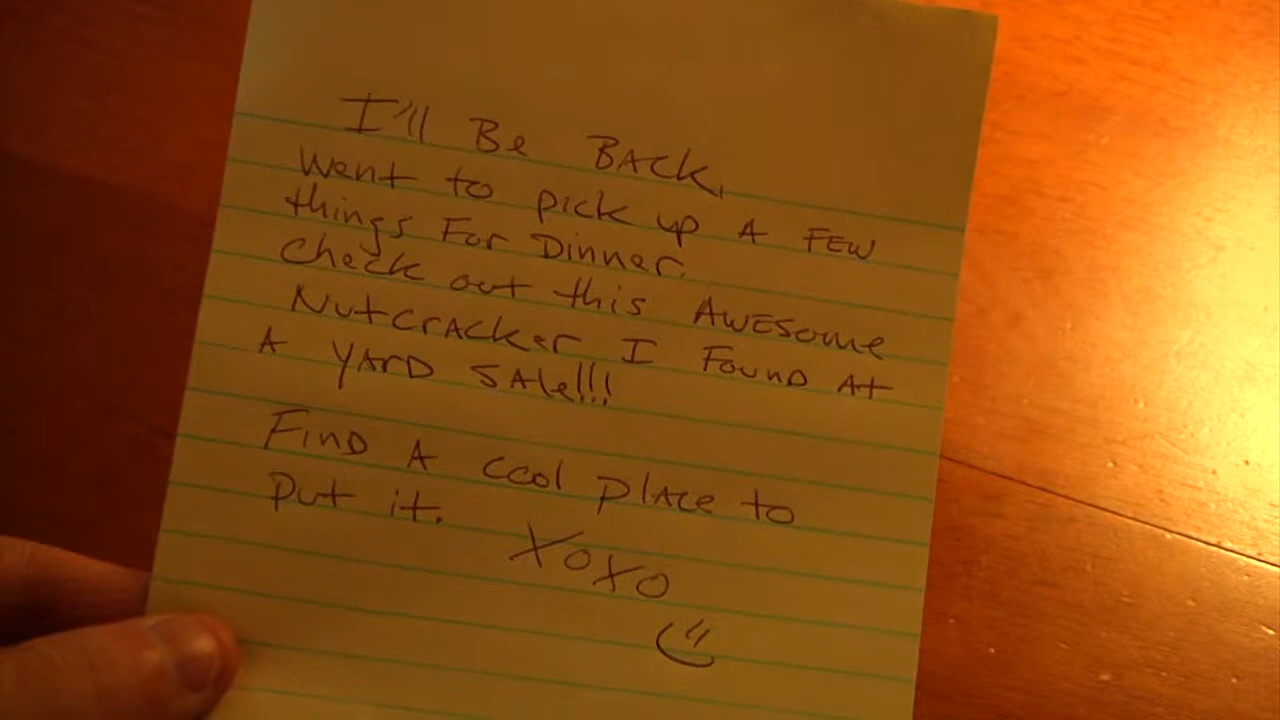 I'll Be BACK,
Went to pick up A FEW
things For Dinner.
Check out this AWESome
NutcrAcker I Found At
A YARD SAle!!!
Find A cool plAce to
put it.
XoXo